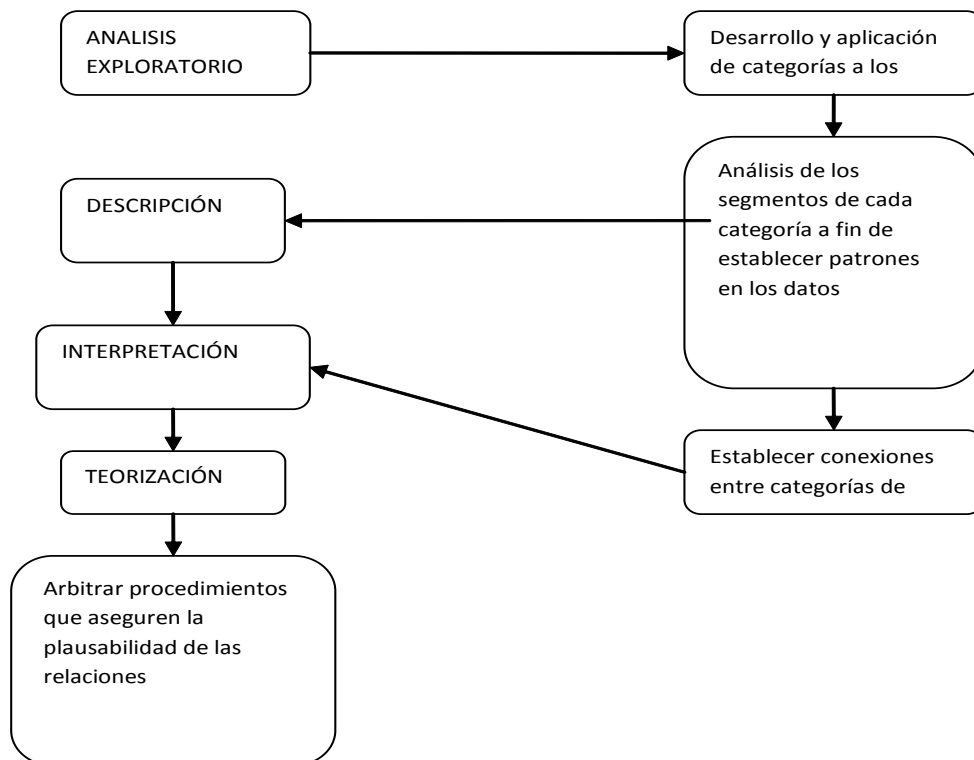 ANALISIS
EXPLORATORIO
Desarrollo y aplicación
de categorías a los
Análisis de los
segmentos de cada
categoría a fin de
establecer patrones
en los datos
DESCRIPCIÓN
INTERPRETACIÓN
Establecer conexiones
entre categorías de
TEORIZACIÓN
Arbitrar procedimientos
que aseguren la
plausabilidad de las
relaciones